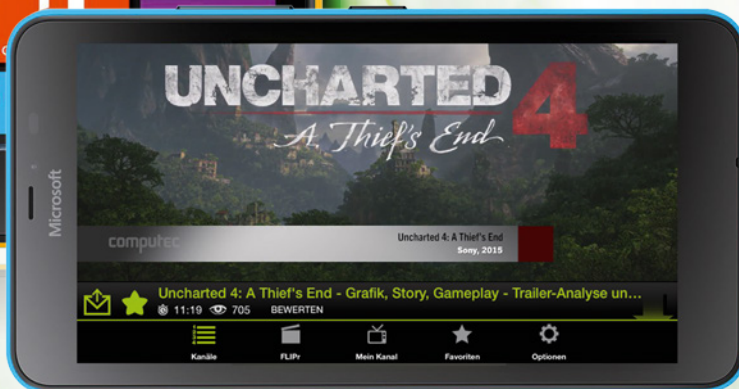 Microsoft
UNCHARTED 4
A Thief's End
computec
Uncharted 4: A Thief's End
Sony, 2015
Uncharted 4: A Thief's End - Grafik, Story, Gameplay - Trailer-Analyse un...
11:19 705 BEWERTEN
Kanäle FLIPr Mein Kanal Favoriten Optionen